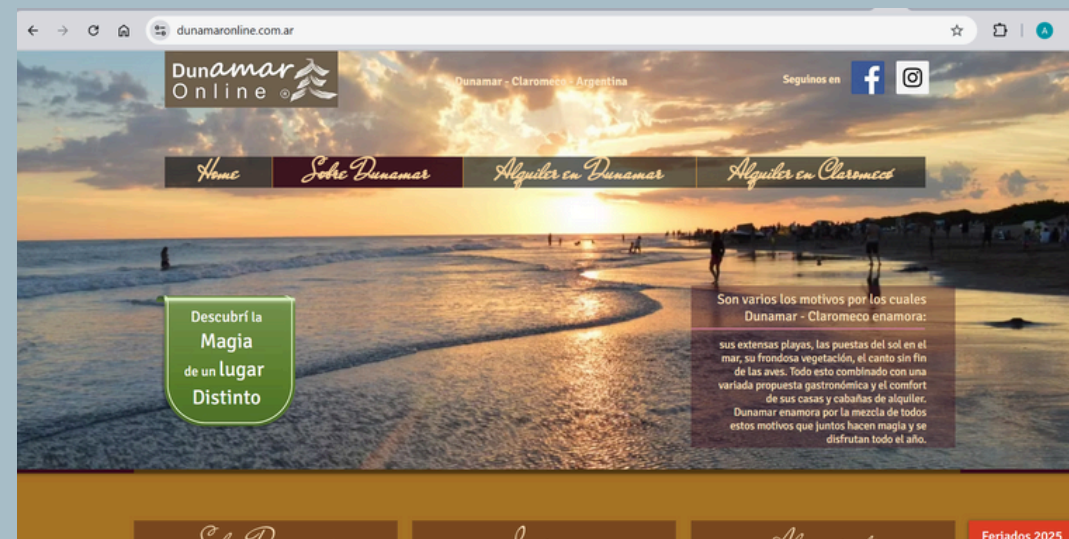 dunamaronline.com.ar
A
Dunamar
Online ®
Dunamar - Claromeco - Argentina
Seguinos en
Home
Sobre Dunamar
Alquiler en Dunamar
Alquiler en Claromecó
Descubrí la
Magia
de un lugar
Distinto
Son varios los motivos por los cuales
Dunamar - Claromeco enamora:
sus extensas playas, las puestas del sol en el
mar, su frondosa vegetación, el canto sin fin
de las aves. Todo esto combinado con una
variada propuesta gastronómica y el comfort
de sus casas y cabañas de alquiler.
Dunamar enamora por la mezcla de todos
estos motivos que juntos hacen magia y se
disfrutan todo el año.
Feriados 2025